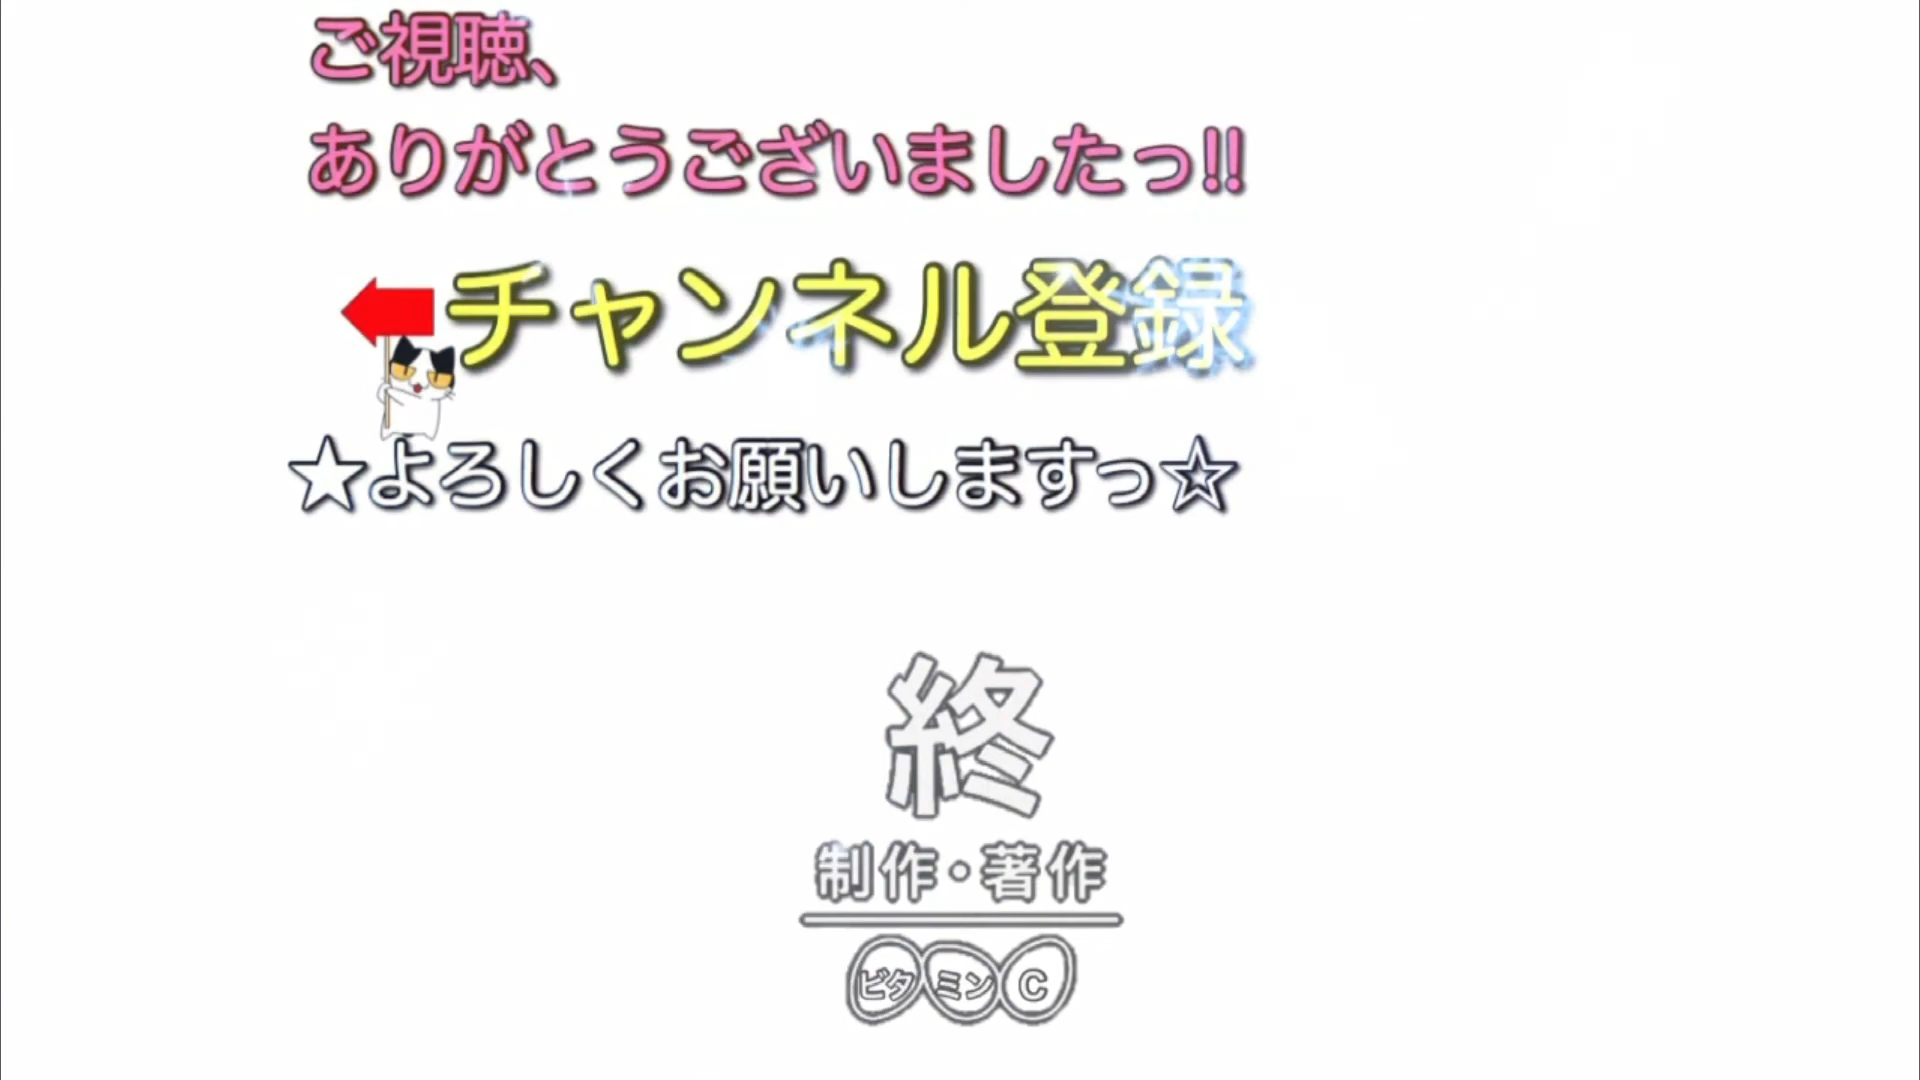 ご視聴、
ありがとうございましたっ!!
チャンネル登録
★よろしくお願いしますっ☆
終
制作・著作
ビタミンC